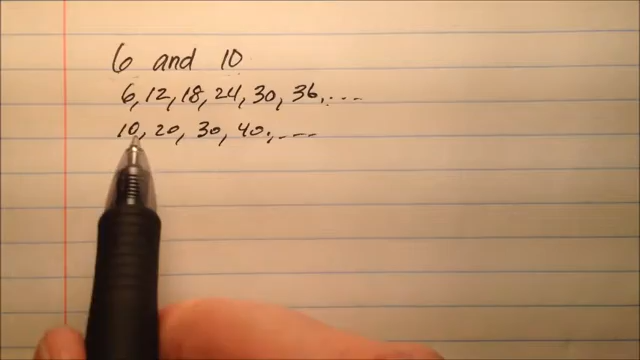 6 and 10
6, 12, 18, 24, 30, 36, ...
10, 20, 30, 40, ...